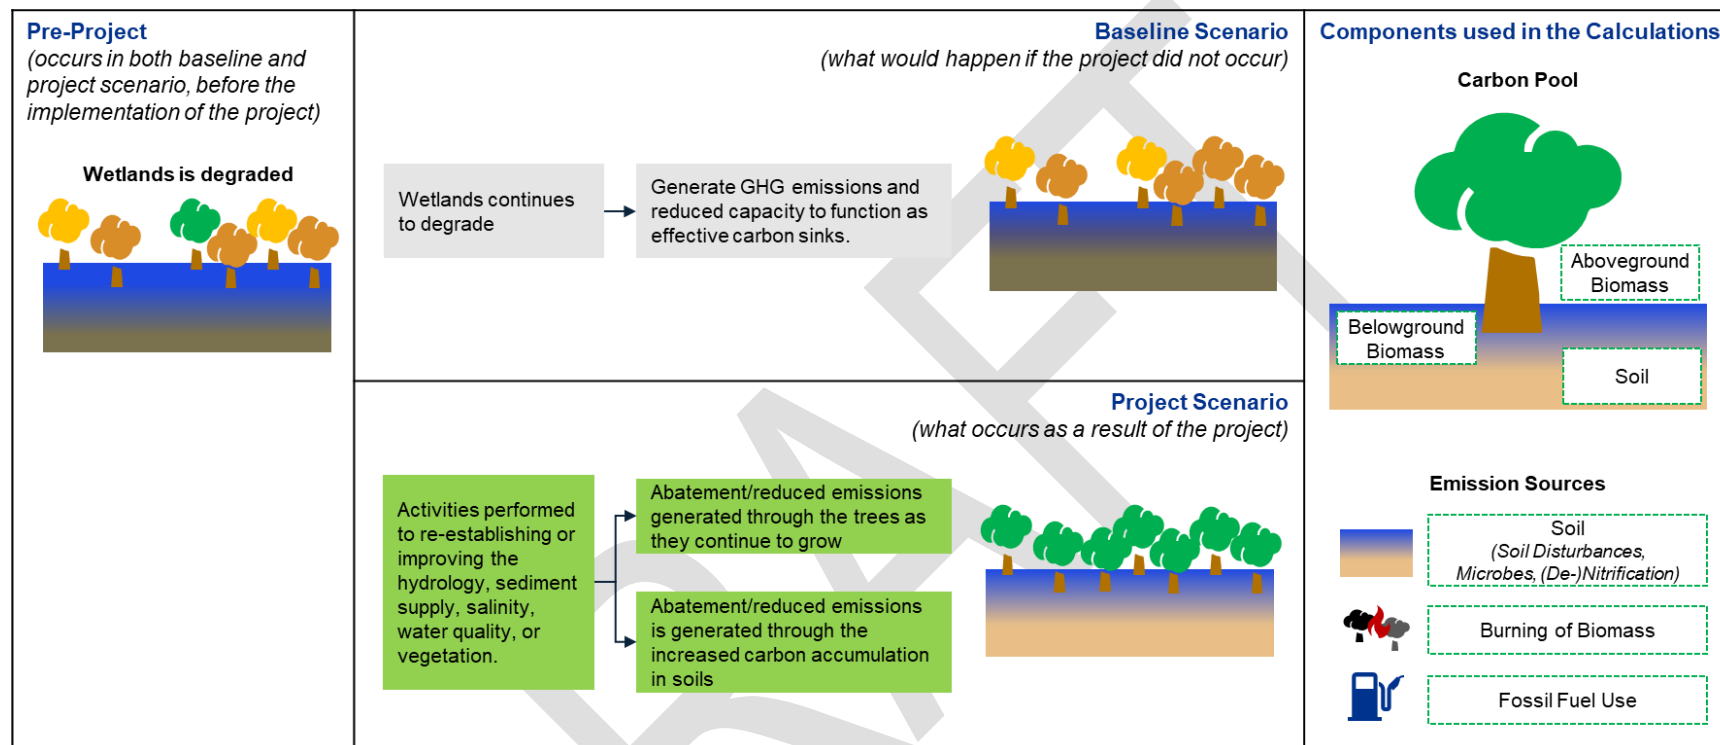 Pre-Project
(occurs in both baseline and
project scenario, before the
implementation of the project)
Wetlands is degraded
Baseline Scenario
(what would happen if the project did not occur)
Wetlands continues
to degrade
Generate GHG emissions and
reduced capacity to function as
effective carbon sinks.
Project Scenario
(what occurs as a result of the project)
Activities performed
to re-establishing or
improving the
hydrology, sediment
supply, salinity,
water quality, or
vegetation.
Abatement/reduced emissions
generated through the trees as
they continue to grow
Abatement/reduced emissions
is generated through the
increased carbon accumulation
in soils
Components used in the Calculations
Carbon Pool
Aboveground
Biomass
Belowground
Biomass
Soil
Emission Sources
Soil
(Soil Disturbances,
Microbes, (De-)Nitrification)
Burning of Biomass
Fossil Fuel Use
DRAFT